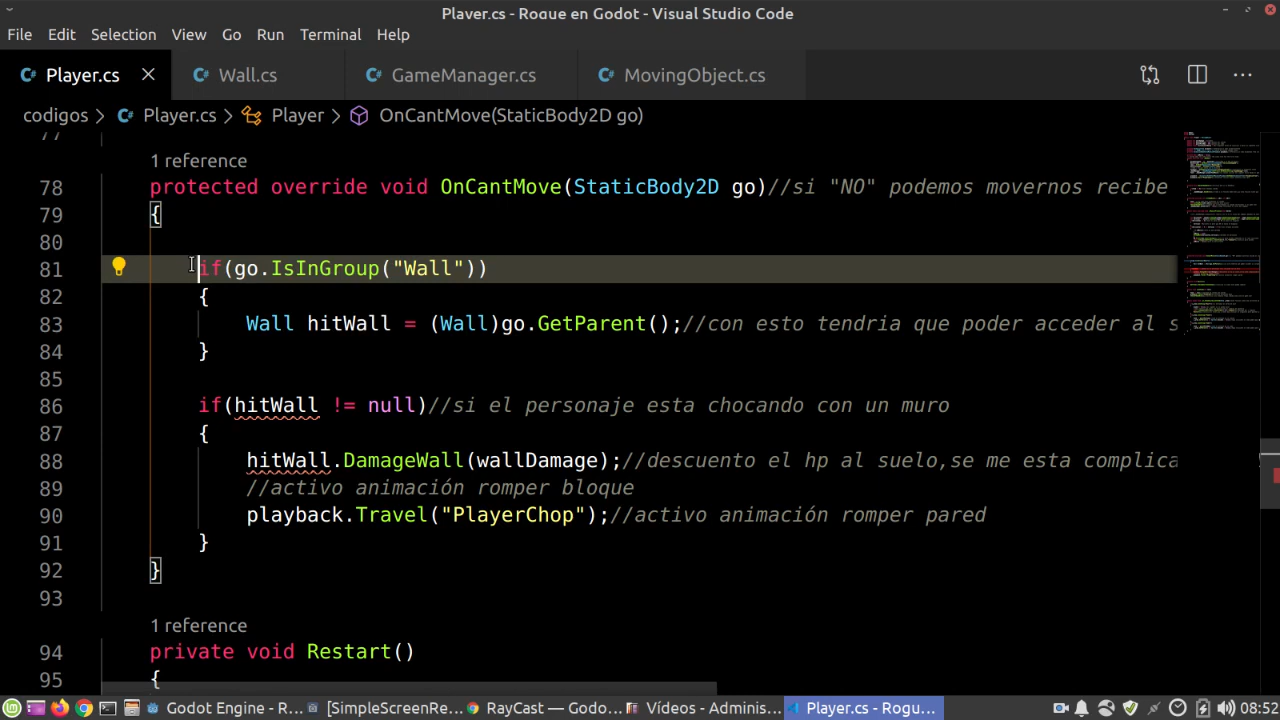 Player.cs - Rogue en Godot - Visual Studio Code
File Edit Selection View Go Run Terminal Help
C# Player.cs C# Wall.cs C# GameManager.cs C# MovingObject.cs
codigos > C# Player.cs > Player > OnCantMove(StaticBody2D go)
77
1 reference
78 protected override void OnCantMove(StaticBody2D go)//si "NO" podemos movernos recibe
79 {
80
81 if(go.IsInGroup("Wall"))
82 {
83 Wall hitWall = (Wall)go.GetParent();//con esto tendria que poder acceder al s
84 }
85
86 if(hitWall != null)//si el personaje esta chocando con un muro
87 {
88 hitWall.DamageWall(wallDamage);//descuento el hp al suelo,se me esta complica
89 //activo animación romper bloque
90 playback.Travel("PlayerChop");//activo animación romper pared
91 }
92 }
93
1 reference
94 private void Restart()
95 {
Godot Engine - R... [SimpleScreenRe... RayCast — Godo... Vídeos - Adminis... Player.cs - Rogu... 08:52